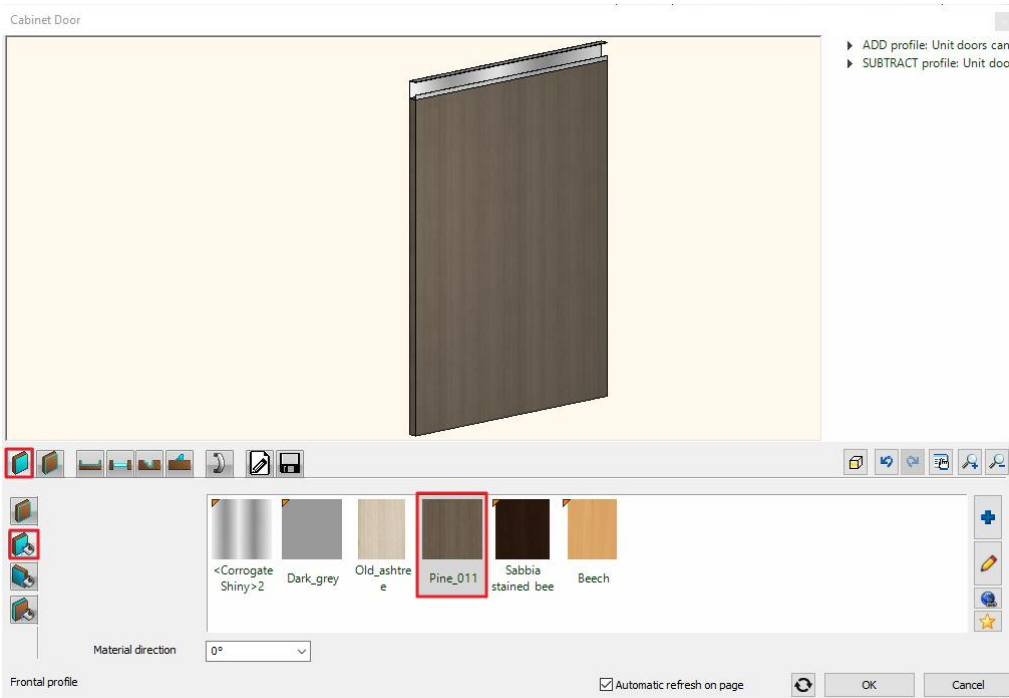 Cabinet Door
ADD profile: Unit doors can
SUBTRACT profile: Unit doo
<Corrogate
Shiny>2
Dark_grey
Old_ashtre
e
Pine_011
Sabbia
stained bee
Beech
Material direction
0°
Frontal profile
Automatic refresh on page
OK
Cancel